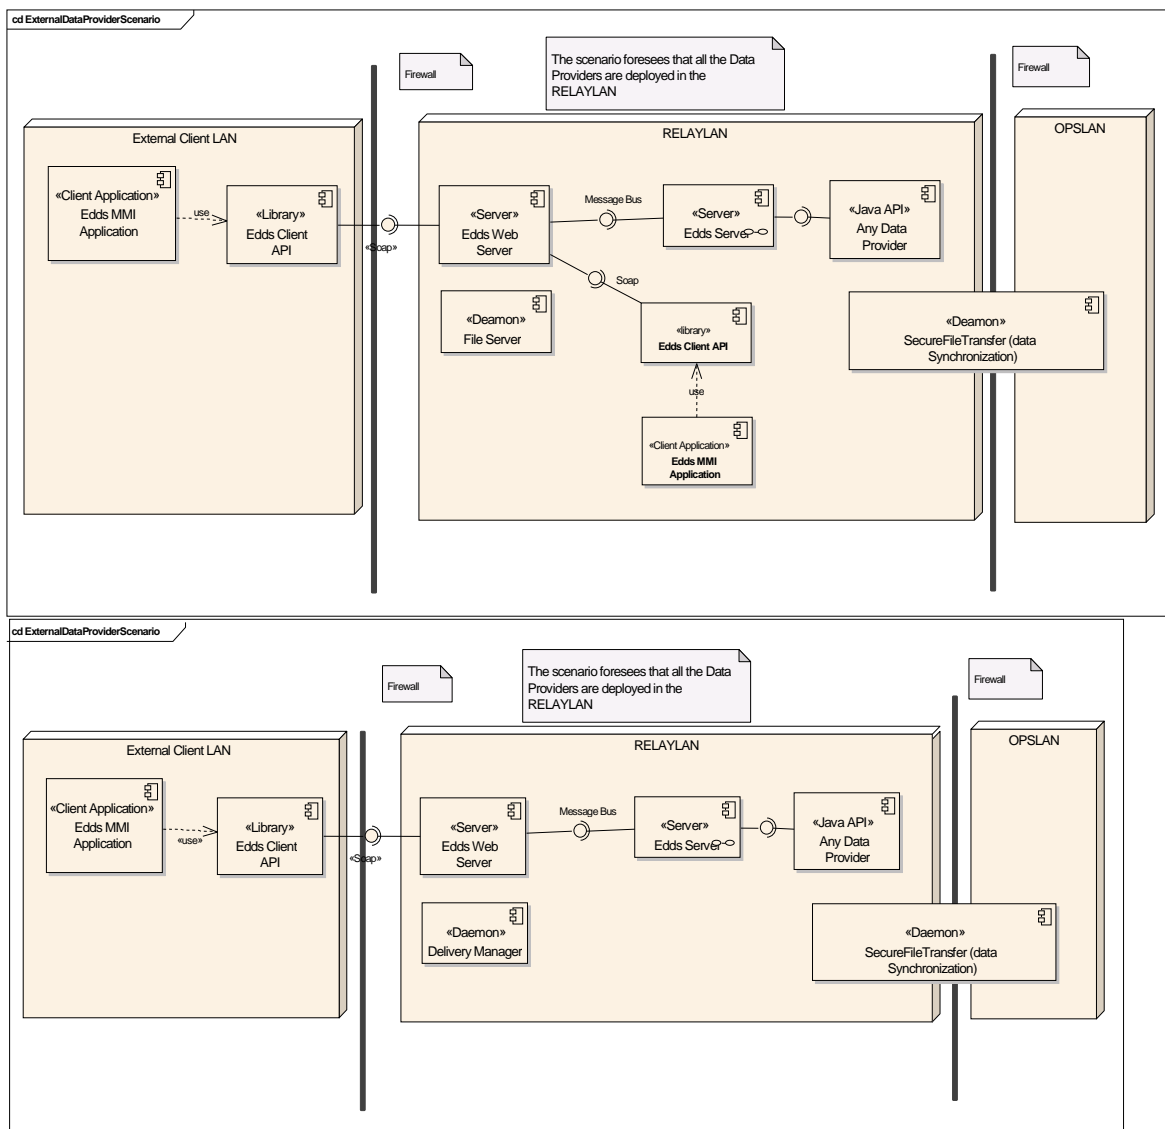 cd ExternalDataProviderScenario
Firewall
The scenario foresees that all the Data
Providers are deployed in the
RELAYLAN
Firewall
External Client LAN
RELAYLAN
OPSLAN
«Client Application»
Edds MMI
Application
use
«Library»
Edds Client
API
«Soap»
«Server»
Edds Web
Server
Message Bus
«Server»
Edds Server
«Java API»
Any Data
Provider
Soap
«Deamon»
File Server
«library»
Edds Client API
«Deamon»
SecureFileTransfer (data
Synchronization)
use
«Client Application»
Edds MMI
Application
cd ExternalDataProviderScenario
Firewall
The scenario foresees that all the Data
Providers are deployed in the
RELAYLAN
Firewall
External Client LAN
RELAYLAN
OPSLAN
«Client Application»
Edds MMI
Application
«use»
«Library»
Edds Client
API
«Soap»
«Server»
Edds Web
Server
Message Bus
«Server»
Edds Server
«Java API»
Any Data
Provider
«Daemon»
Delivery Manager
«Daemon»
SecureFileTransfer (data
Synchronization)